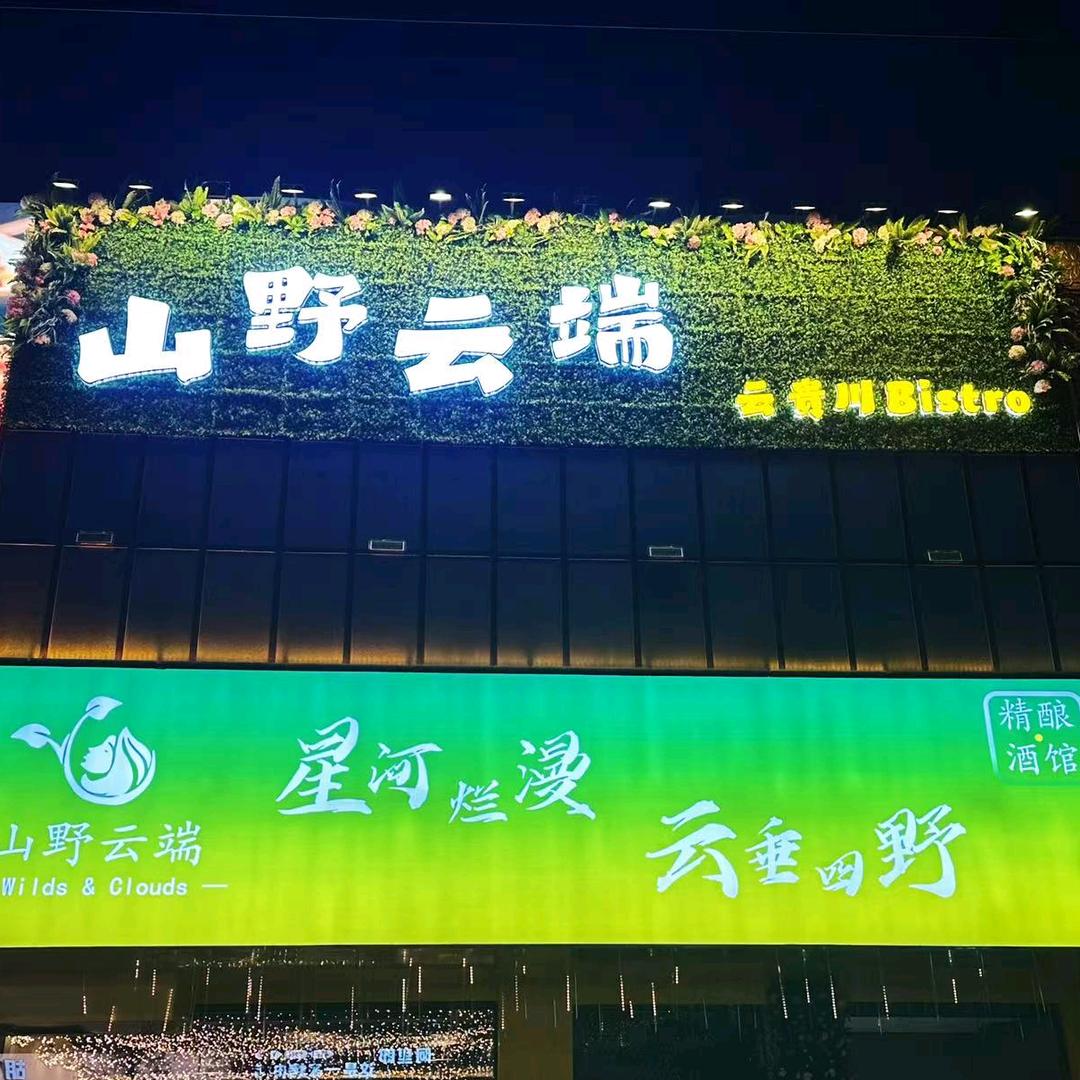 山野云端
云贵川Bistro
精酿
酒馆
星河烂漫
云垂四野
山野云端
Wilds & Clouds